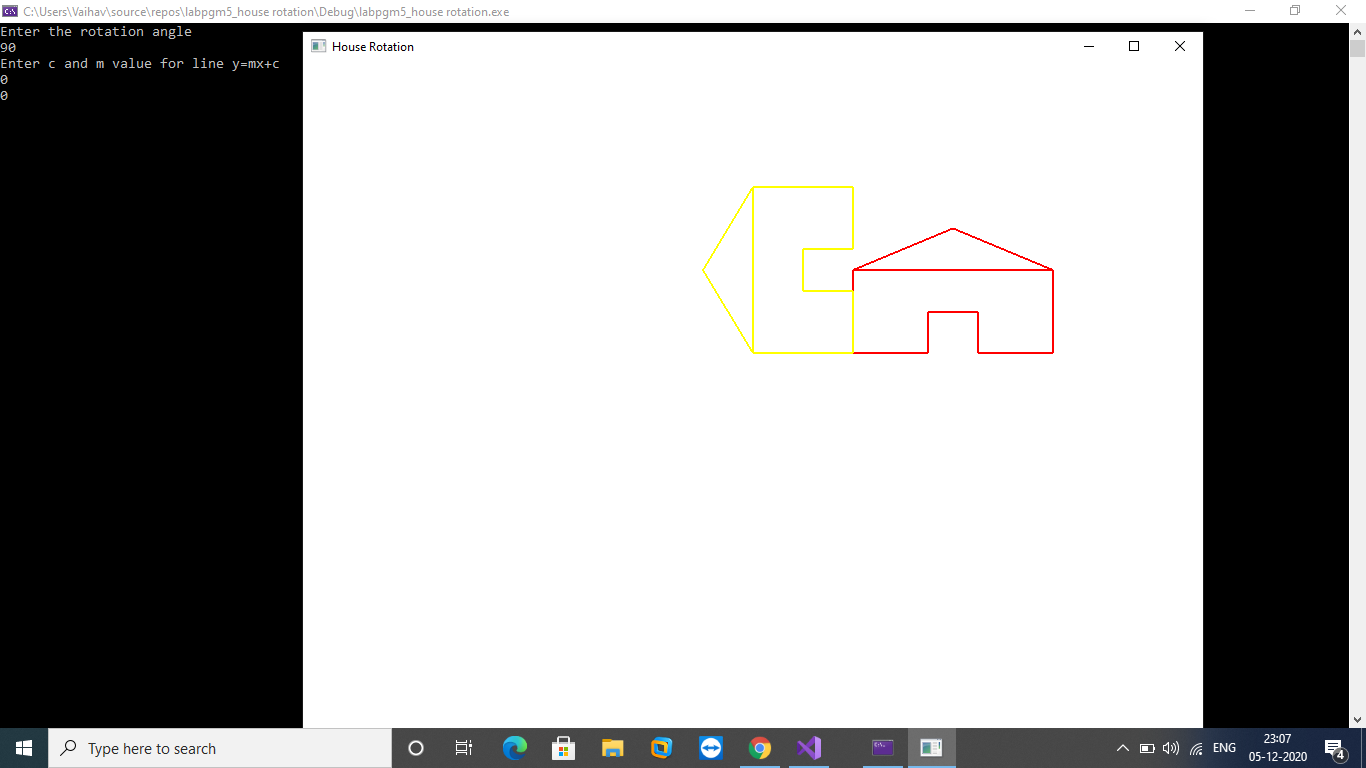 C:\Users\Vaihav\source\repos\labpgm5_house rotation\Debug\labpgm5_house rotation.exe
Enter the rotation angle
90
Enter c and m value for line y=mx+c
0
0
House Rotation
Type here to search
ENG
23:07
05-12-2020
4